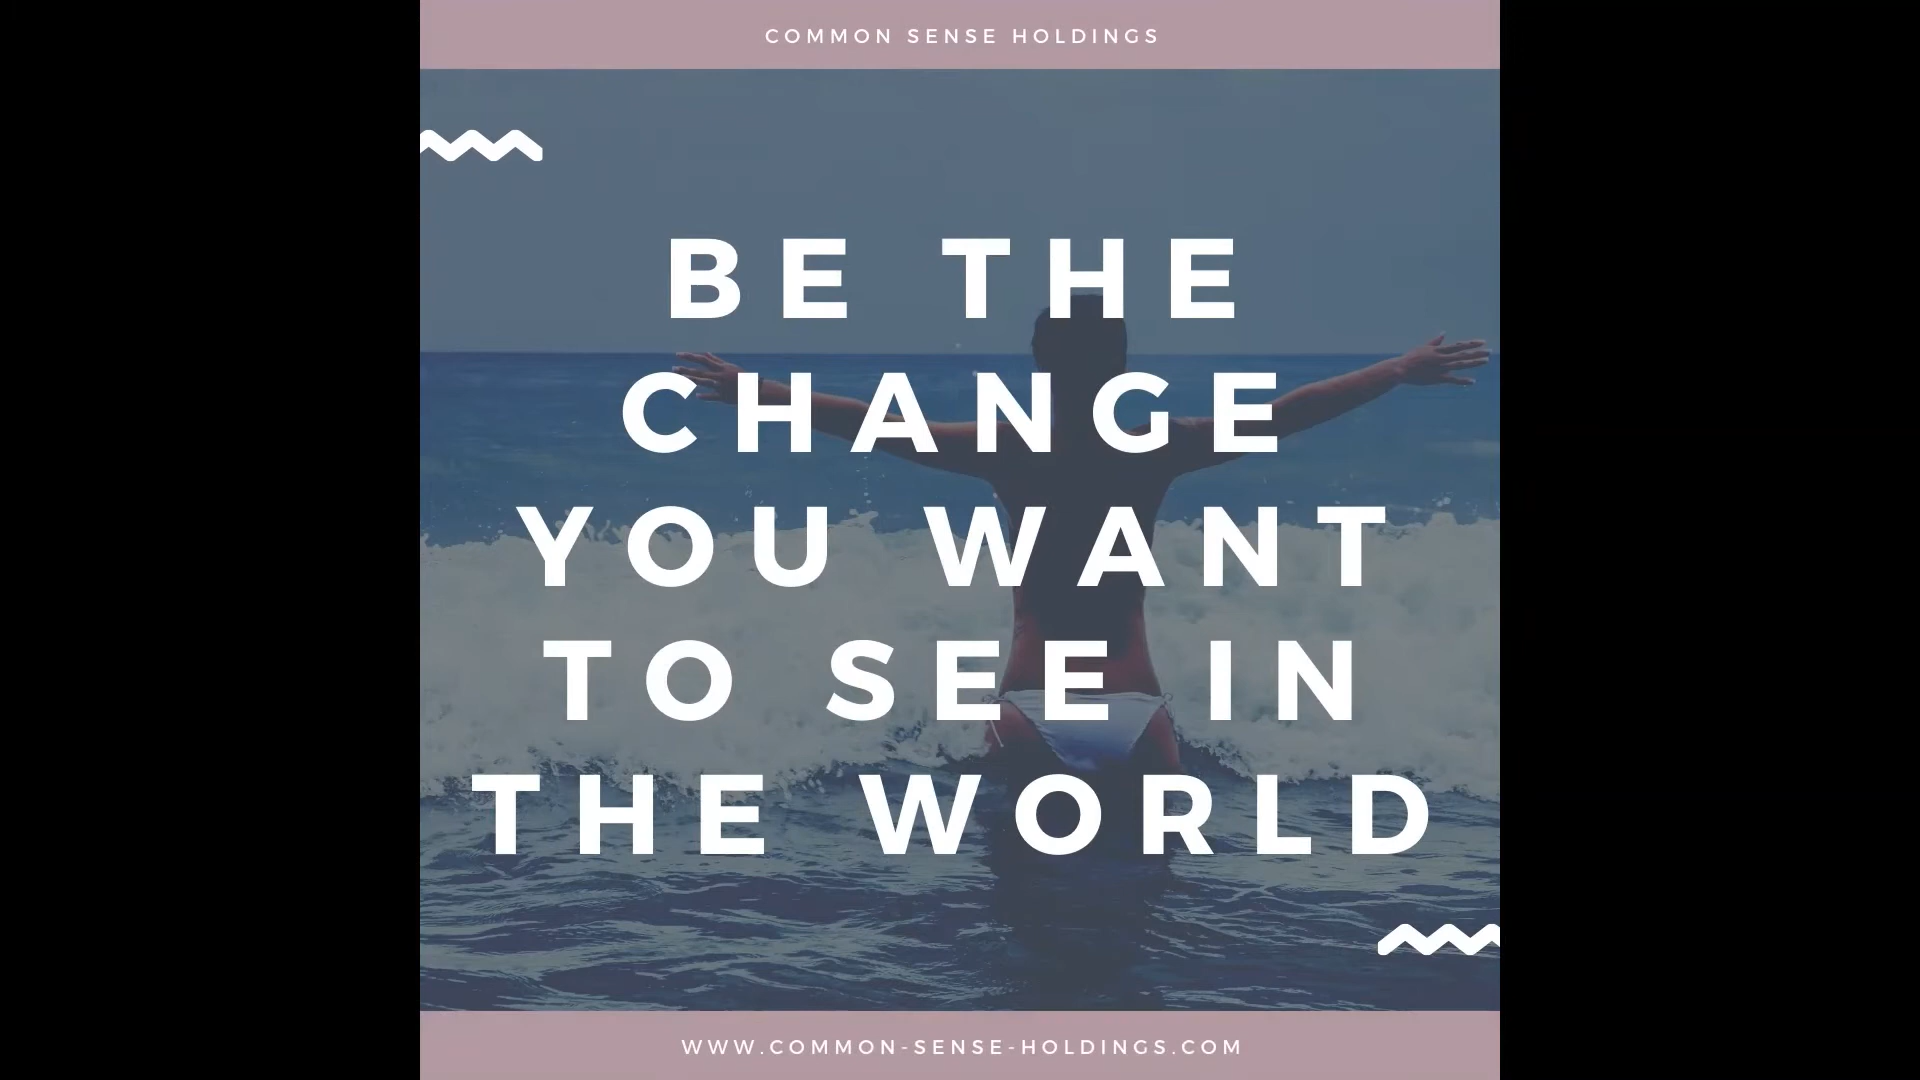 COMMON SENSE HOLDINGS
BE THE
CHANGE
YOU WANT
TO SEE IN
THE WORLD
WWW.COMMON-SENSE-HOLDINGS.COM